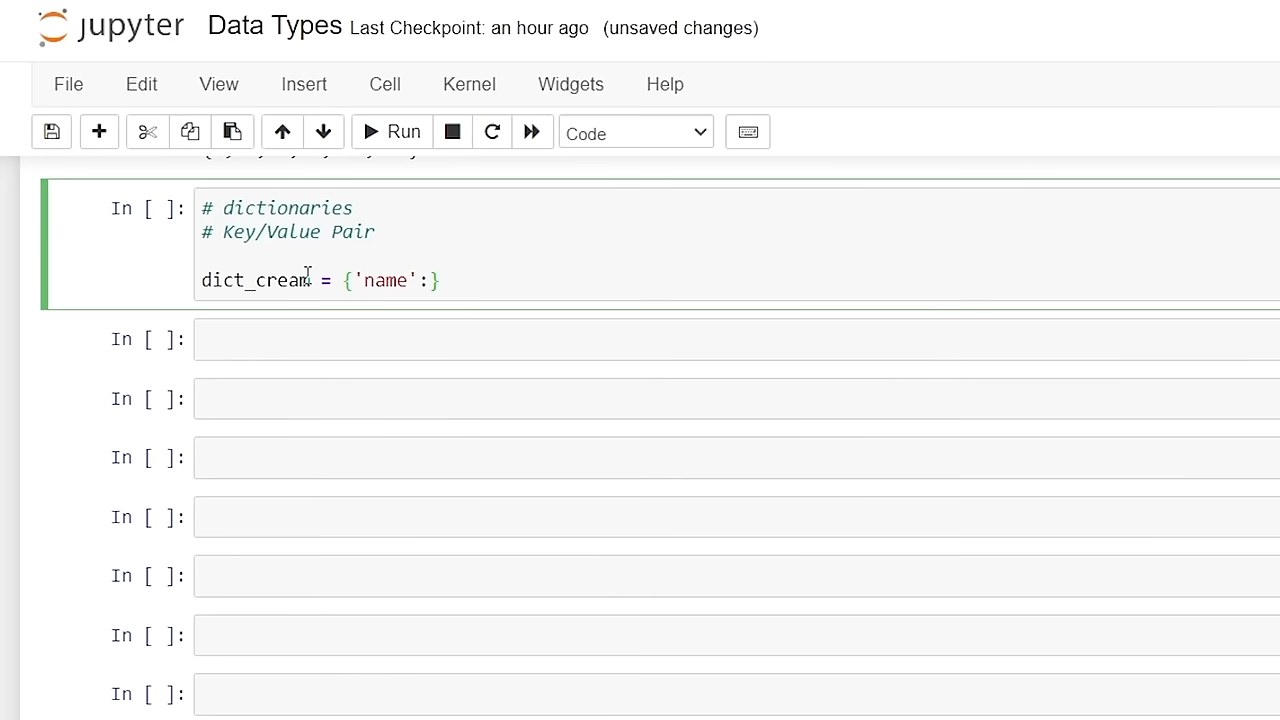 jupyter Data Types Last Checkpoint: an hour ago (unsaved changes)
File Edit View Insert Cell Kernel Widgets Help
Run Code
In [ ]: # dictionaries
# Key/Value Pair
dict_cream = {'name':}
In [ ]:
In [ ]:
In [ ]:
In [ ]:
In [ ]:
In [ ]:
In [ ]: